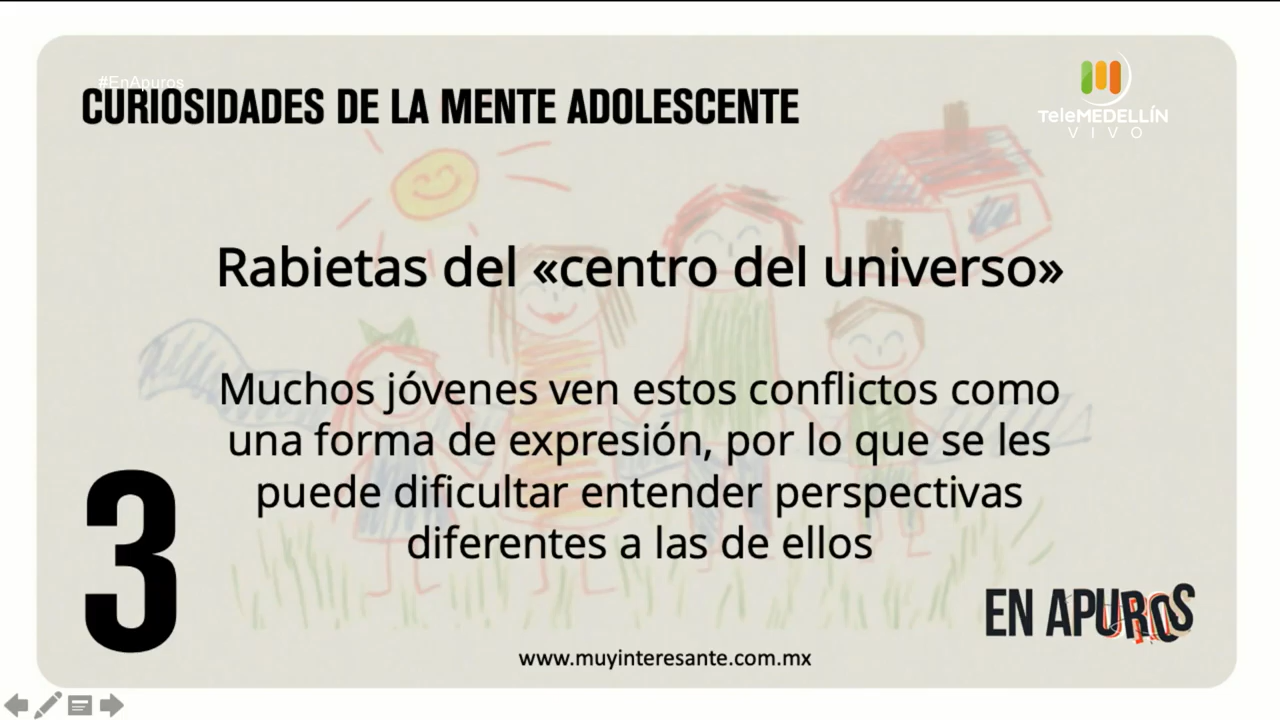 #EnApuros
CURIOSIDADES DE LA MENTE ADOLESCENTE
TeleMEDELLÍN
VIVO
Rabietas del «centro del universo»
Muchos jóvenes ven estos conflictos como
una forma de expresión, por lo que se les
puede dificultar entender perspectivas
diferentes a las de ellos
3
EN APUROS
www.muyinteresante.com.mx